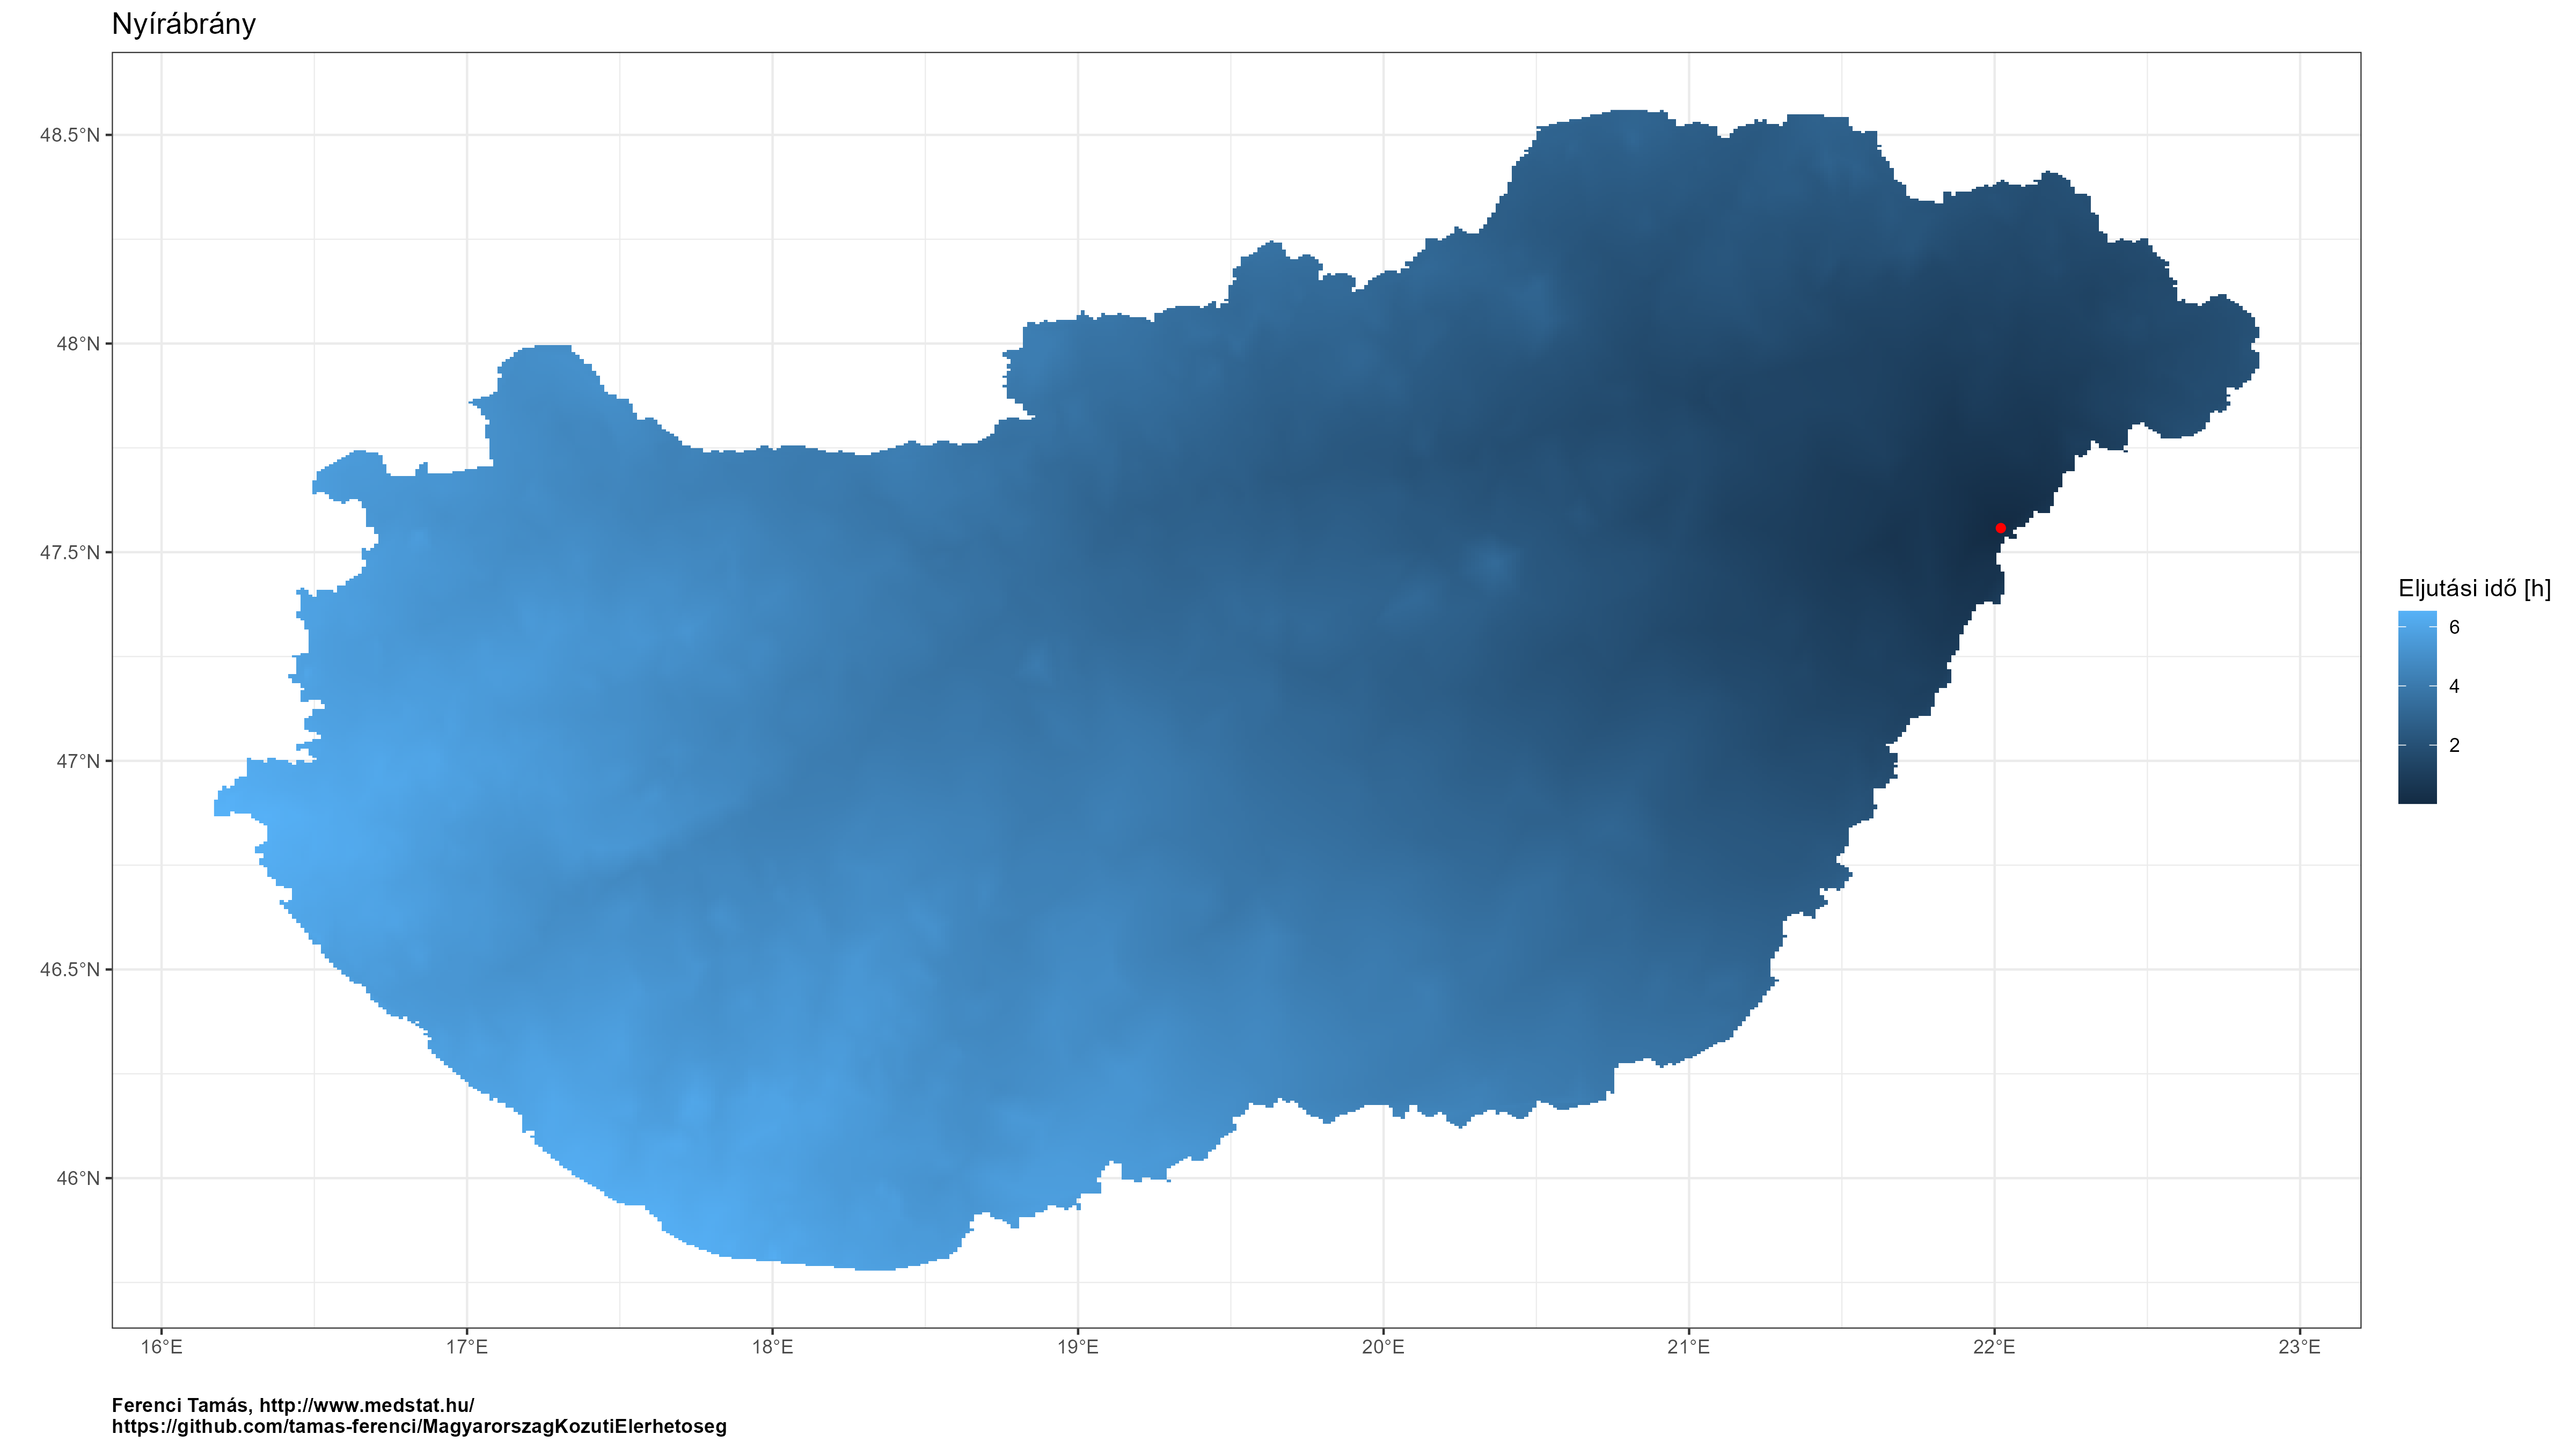 Nyírábrány
48.5°N
48°N
47.5°N
47°N
46.5°N
46°N
16°E
17°E
18°E
19°E
20°E
21°E
22°E
23°E
Eljutási idő [h]
6
4
2
Ferenci Tamás, http://www.medstat.hu/
https://github.com/tamas-ferenci/MagyarorszagKozutiElerhetoseg